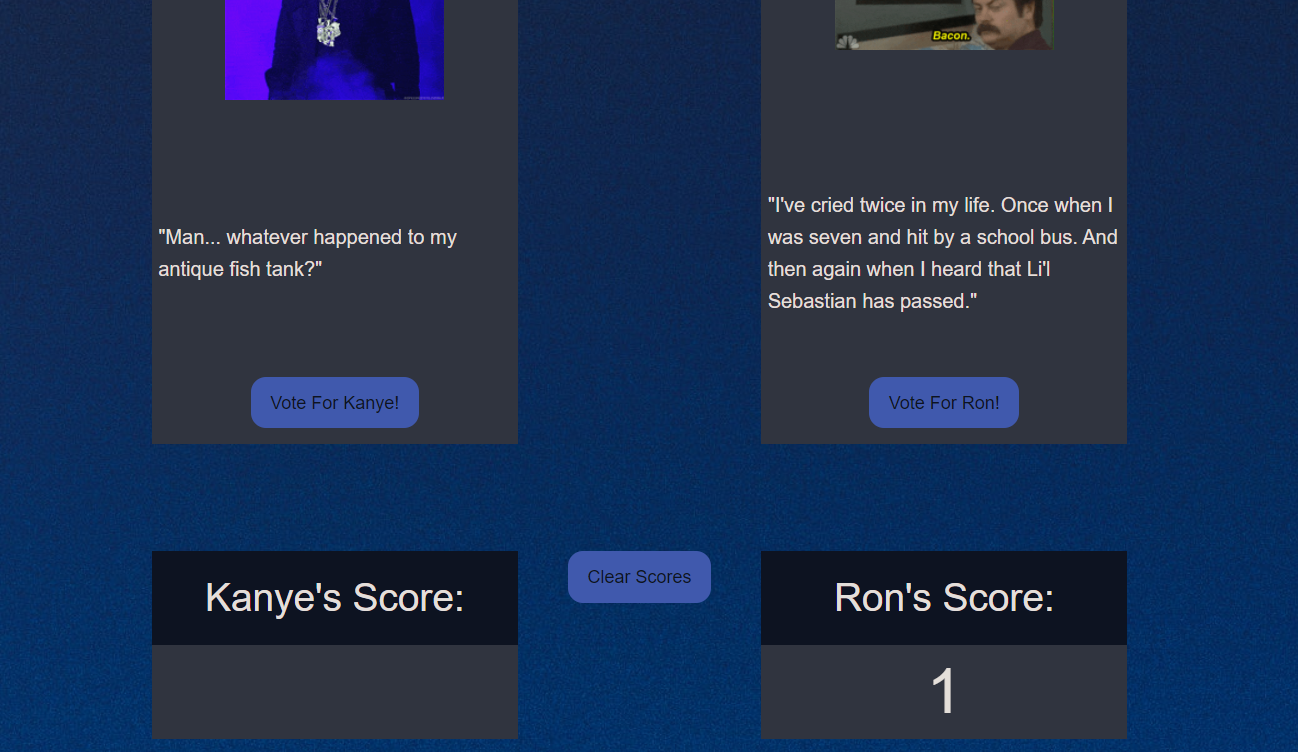 Bacon.
"Man... whatever happened to my
antique fish tank?"
"I've cried twice in my life. Once when I
was seven and hit by a school bus. And
then again when I heard that Li'l
Sebastian has passed."
Vote For Kanye!
Vote For Ron!
Kanye's Score:
Clear Scores
Ron's Score:
1